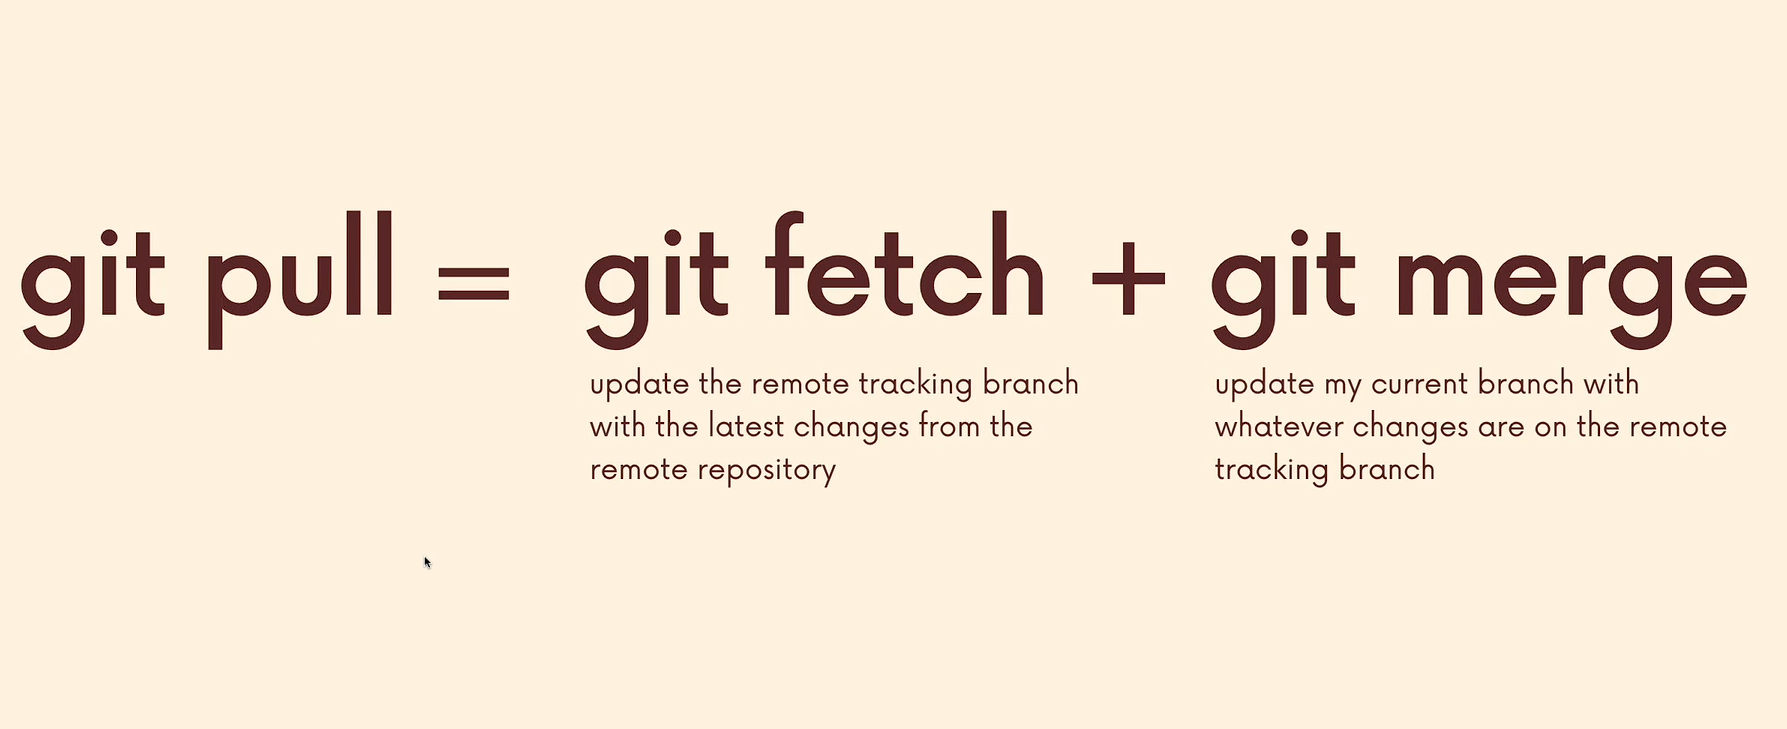 git pull = git fetch + git merge
update the remote tracking branch
with the latest changes from the
remote repository
update my current branch with
whatever changes are on the remote
tracking branch